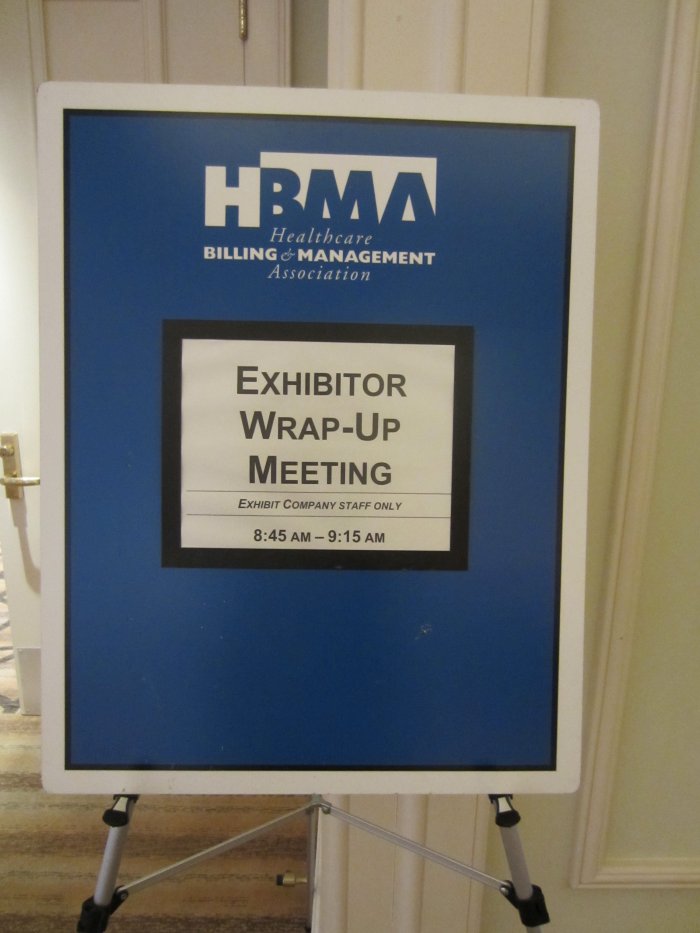 HBMA
Healthcare
BILLING & MANAGEMENT
Association
EXHIBITOR
WRAP-UP
MEETING
EXHIBIT COMPANY STAFF ONLY
8:45 AM – 9:15 AM